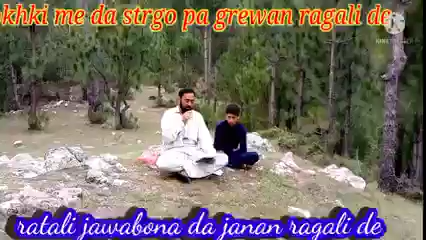 khki me da strgo pa grewan ragali de
ratali jawabona da janan ragali de